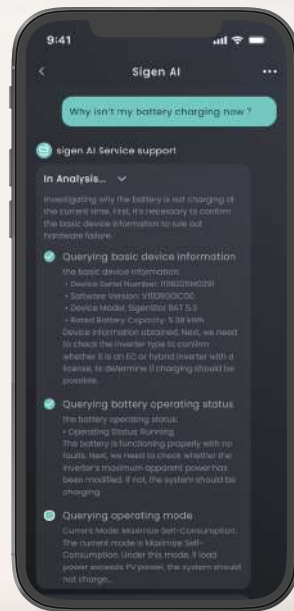 9:41
Sigen AI
Why isn't my battery charging now ?
sigen AI Service support
In Analysis...
Investigating why the battery is not charging at
the current time. First, it's necessary to confirm
the basic device information to rule out
hardware failure.
Querying basic device information
the basic device information:
• Device Serial Number:
• Software Version:
• Device Model: SigenStor BAT 5.0
• Rated Battery Capacity: 5.38 kWh
Device information obtained. Next, we need
to check the inverter type to confirm
whether it is an EC or hybrid inverter with a
license, to determine if charging should be
possible.
Querying battery operating status
the battery operating status:
• Operating Status: Running
The battery is functioning properly with no
faults. Next, we need to check whether the
inverter's maximum apparent power has
been modified. If not, the system should be
charging
Querying operating mode
Current Mode: Maximize Self-Consumption.
The current mode is Maximize Self-
Consumption. Under this mode, if load
power exceeds PV power, the system should
not charge...